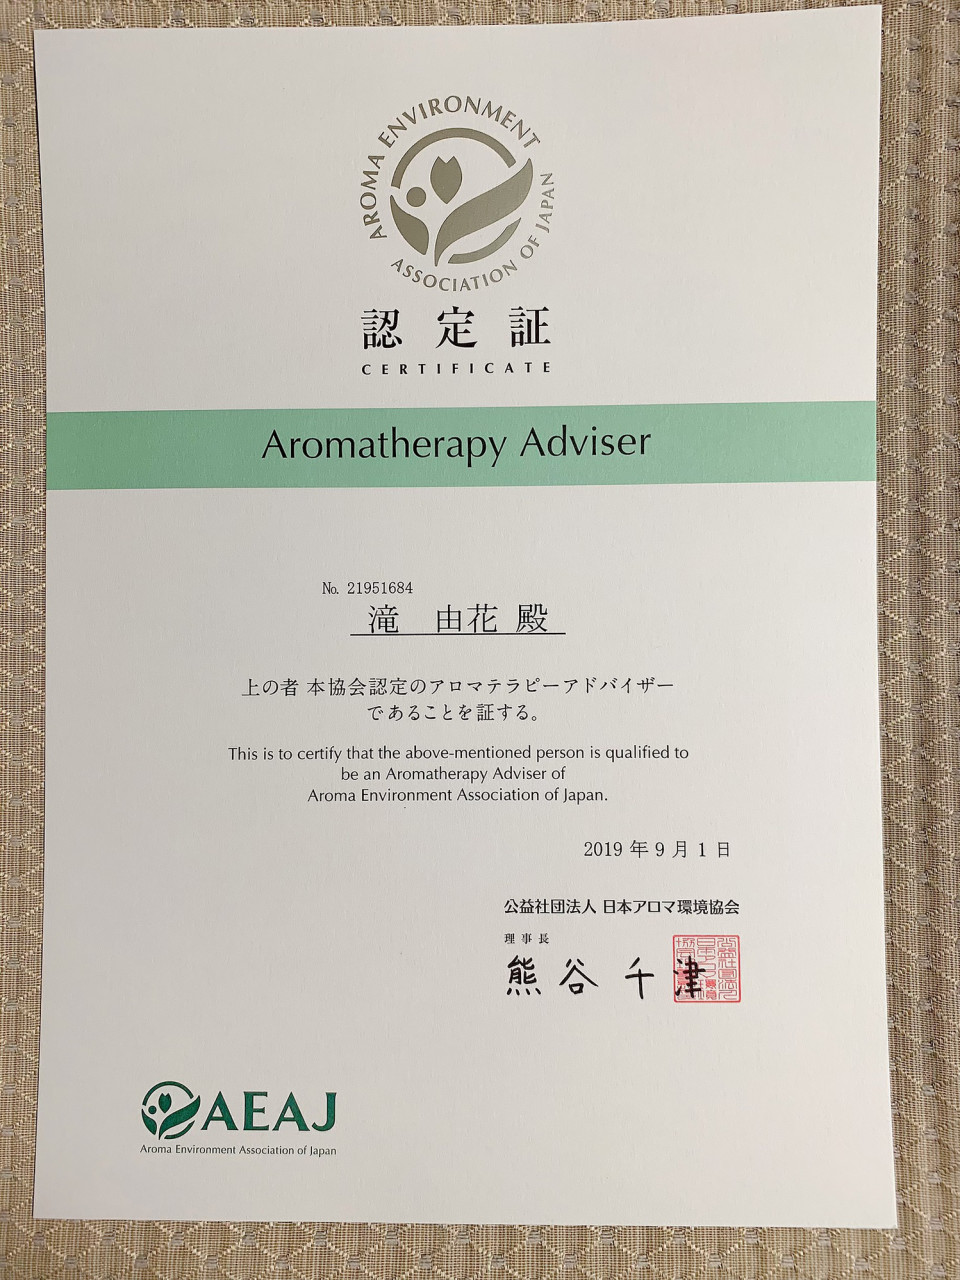 AROMA ENVIRONMENT
ASSOCIATION OF JAPAN
認定証
CERTIFICATE
Aromatherapy Adviser
№ 21951684
滝 由花 殿
上の者 本協会認定のアロマテラピーアドバイザー
であることを証する。
This is to certify that the above-mentioned person is qualified to
be an Aromatherapy Adviser of
Aroma Environment Association of Japan.
2019 年 9 月 1 日
公益社団法人 日本アロマ環境協会
理事長
熊谷 千津
AEAJ
Aroma Environment Association of Japan